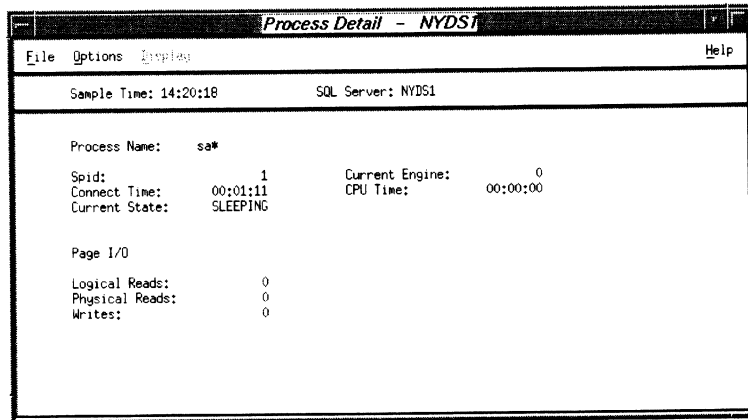 Process Detail - NYDS1
File Options Display Help
Sample Time: 14:20:18 SQL Server: NYDS1
Process Name: sa*
Spid: 1 Current Engine: 0
Connect Time: 00:01:11 CPU Time: 00:00:00
Current State: SLEEPING
Page I/O
Logical Reads: 0
Physical Reads: 0
Writes: 0